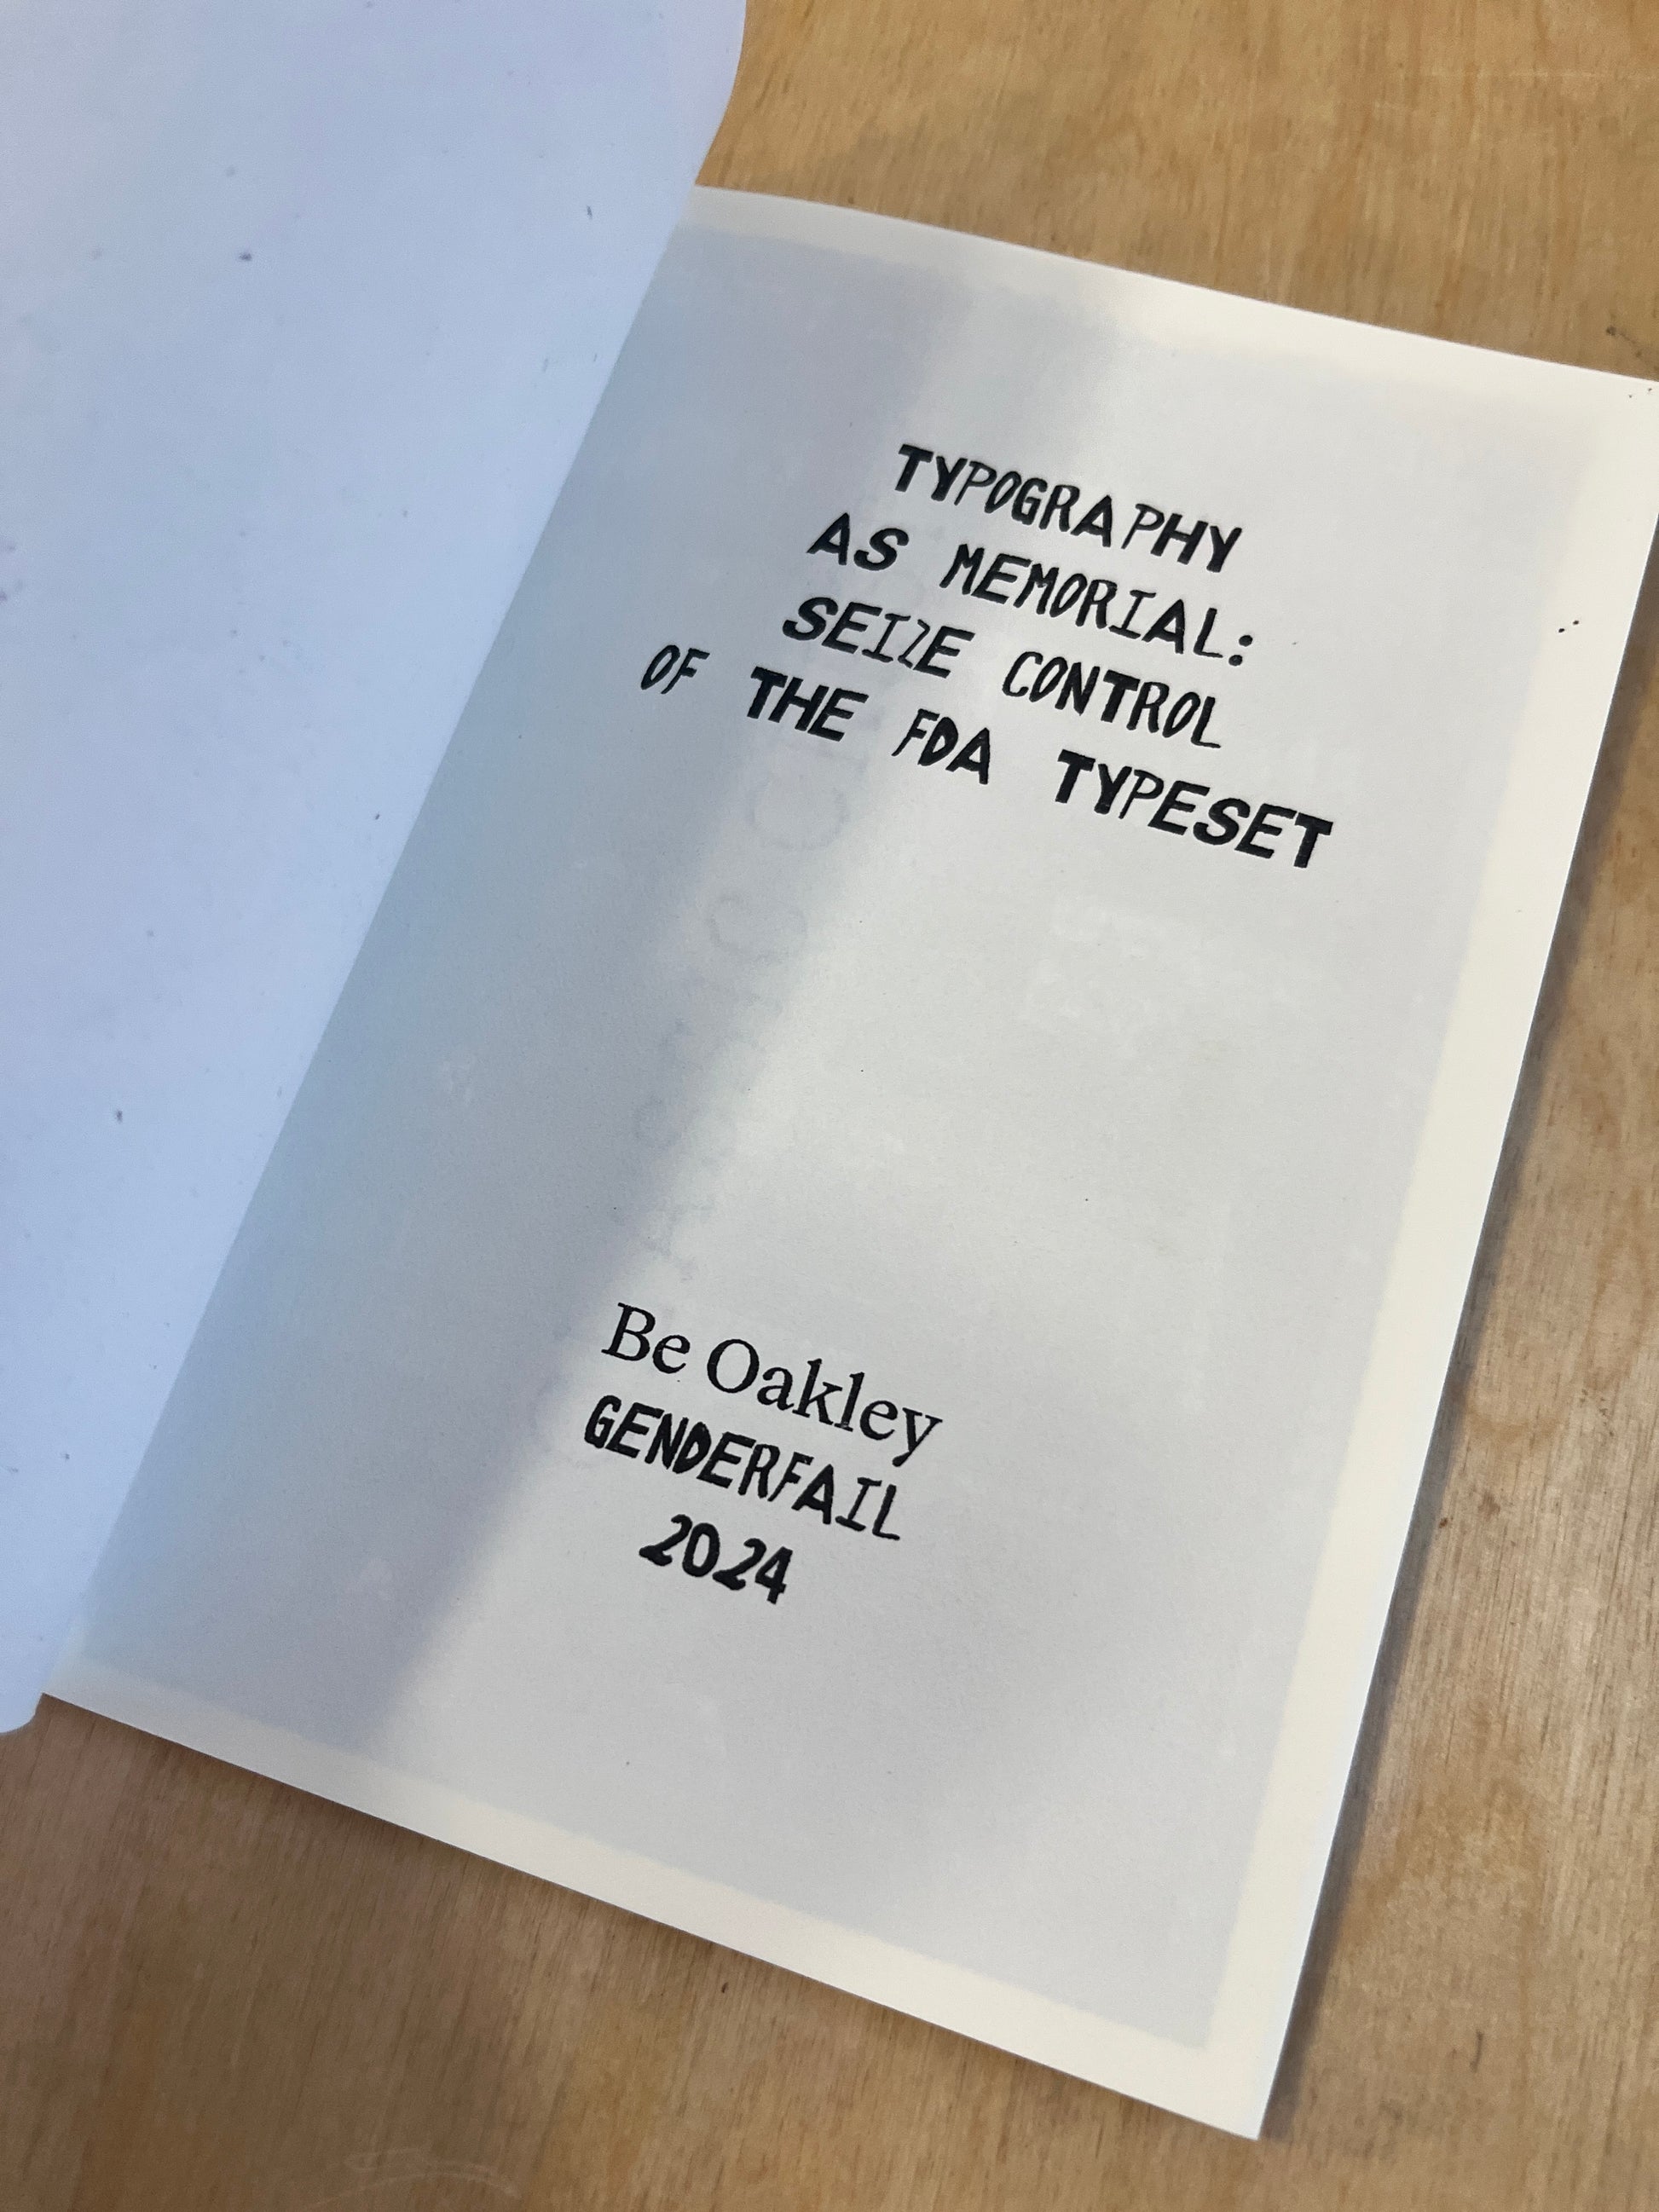 TYPOGRAPHY
AS MEMORIAL:
SEIZE CONTROL
OF THE FDA TYPESET
Be Oakley
GENDERFAIL
2024